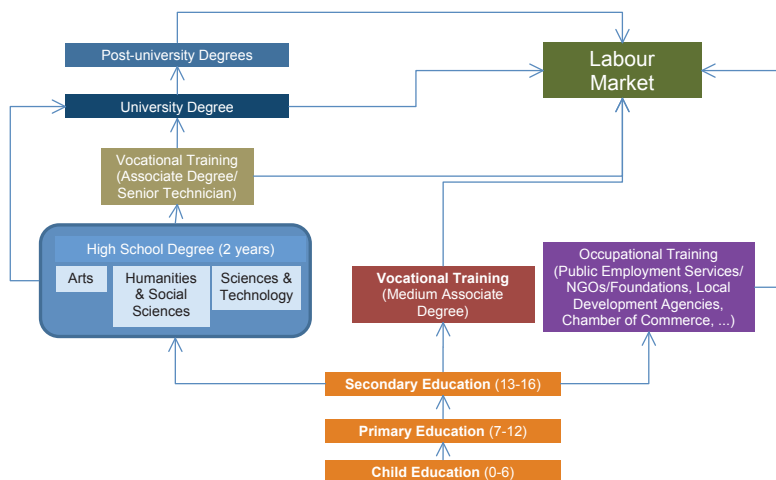 Post-university Degrees
Labour
Market
University Degree
Vocational Training
(Associate Degree/
Senior Technician)
High School Degree (2 years)
Arts
Humanities
& Social
Sciences
Sciences &
Technology
Vocational Training
(Medium Associate
Degree)
Occupational Training
(Public Employment Services/
NGOs/Foundations, Local
Development Agencies,
Chamber of Commerce, ...)
Secondary Education (13-16)
Primary Education (7-12)
Child Education (0-6)